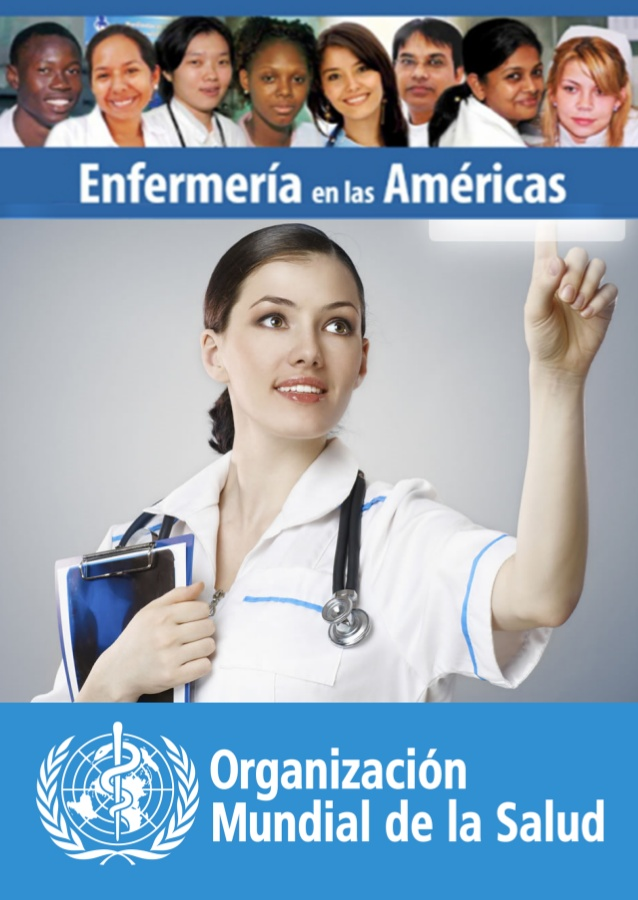 Enfermería en las Américas
Organización
Mundial de la Salud